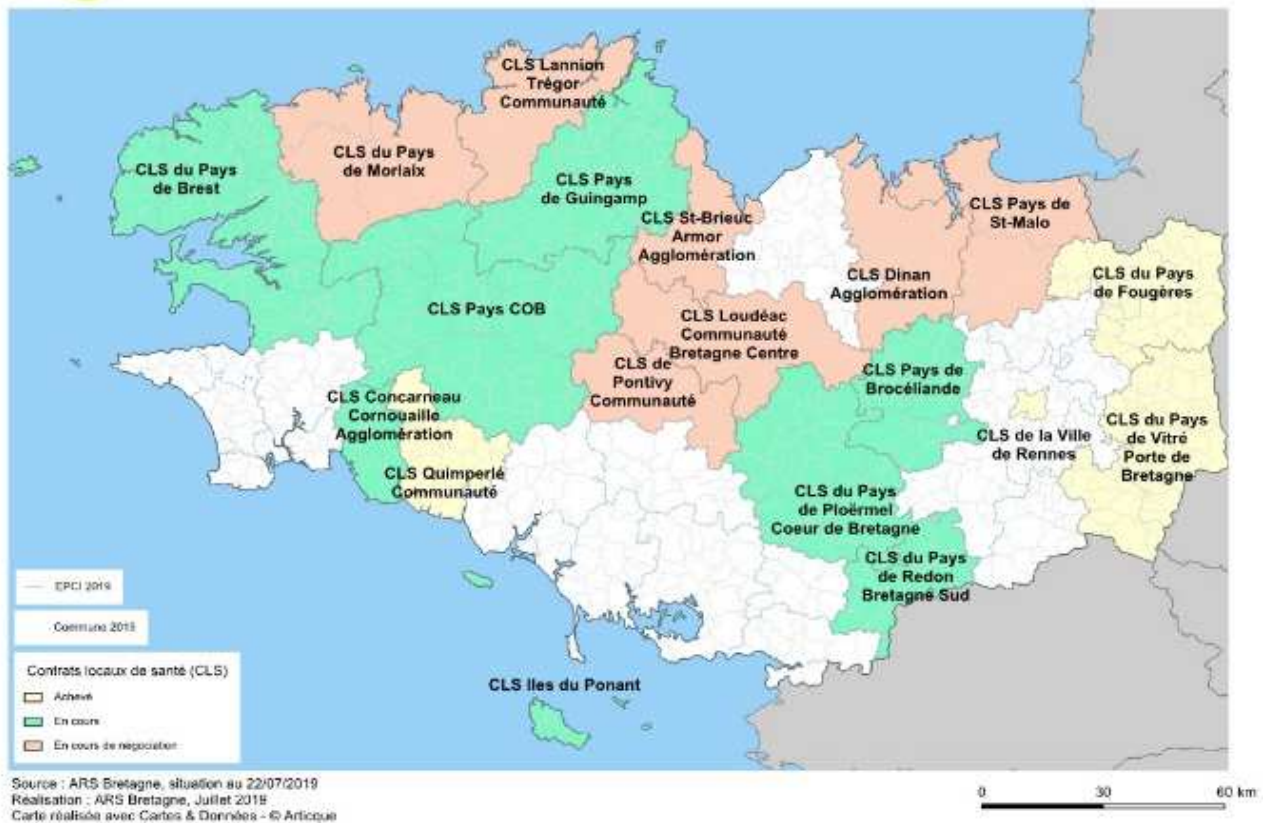 CLS Lannion
Trégor
Communauté
CLS du Pays
de Brest
CLS du Pays
de Morlaix
CLS Pays
de Guingamp
CLS St-Brieuc
Armor
Agglomération
CLS Pays de
St-Malo
CLS Dinan
Agglomération
CLS du Pays
de Fougères
CLS Pays COB
CLS Loudéac
Communauté
Bretagne Centre
CLS de
Pontivy
Communauté
CLS Pays de
Brocéliande
CLS Concarneau
Cornouaille
Agglomération
CLS de la Ville
de Rennes
CLS du Pays
de Vitré
Porte de
Bretagne
CLS Quimperlé
Communauté
CLS du Pays
de Ploërmel
Coeur de Bretagne
CLS du Pays
de Redon
Bretagne Sud
CLS Iles du Ponant
EPCI 2019
Commune 2019
Contrats locaux de santé (CLS)
Achevé
En cours
En cours de négociation
Source : ARS Bretagne, situation au 22/07/2019
Réalisation : ARS Bretagne, Juillet 2019
Carte réalisée avec Cartes & Données - © Articque
0 30 60 km